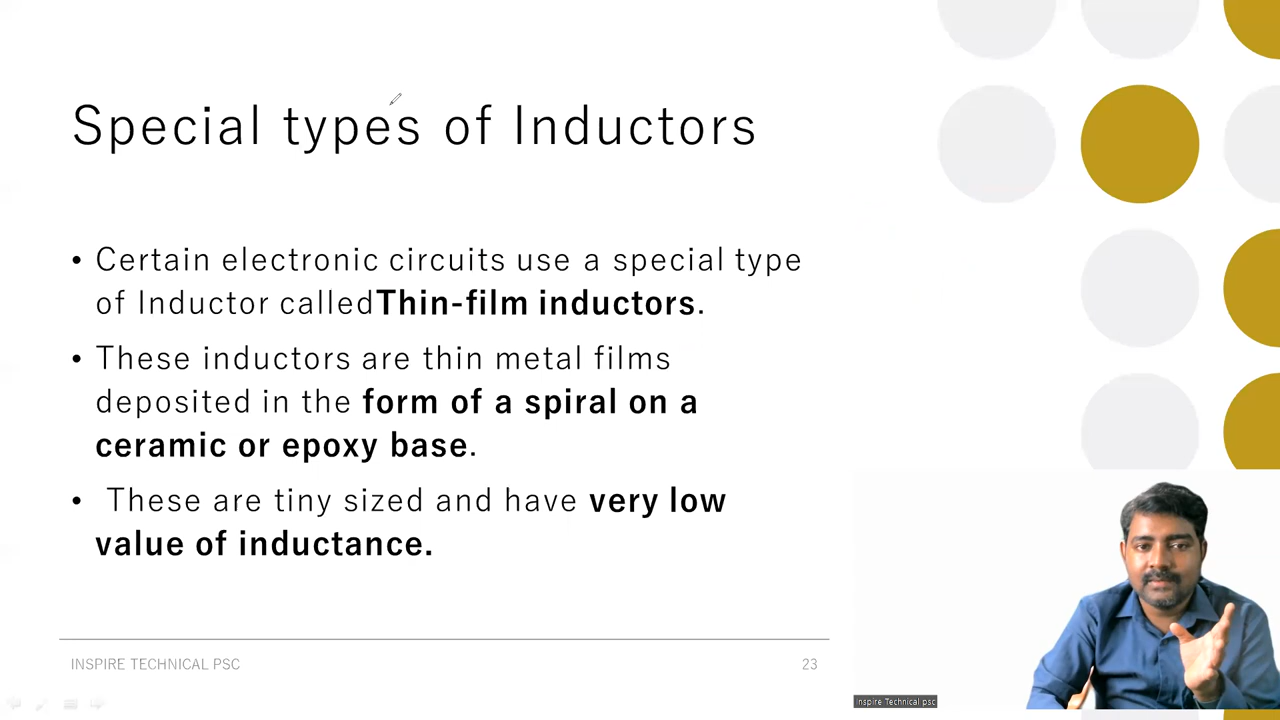 Special types of Inductors
• Certain electronic circuits use a special type
of Inductor calledThin-film inductors.
• These inductors are thin metal films
deposited in the form of a spiral on a
ceramic or epoxy base.
• These are tiny sized and have very low
value of inductance.
INSPIRE TECHNICAL PSC
23
Inspire Technical psc